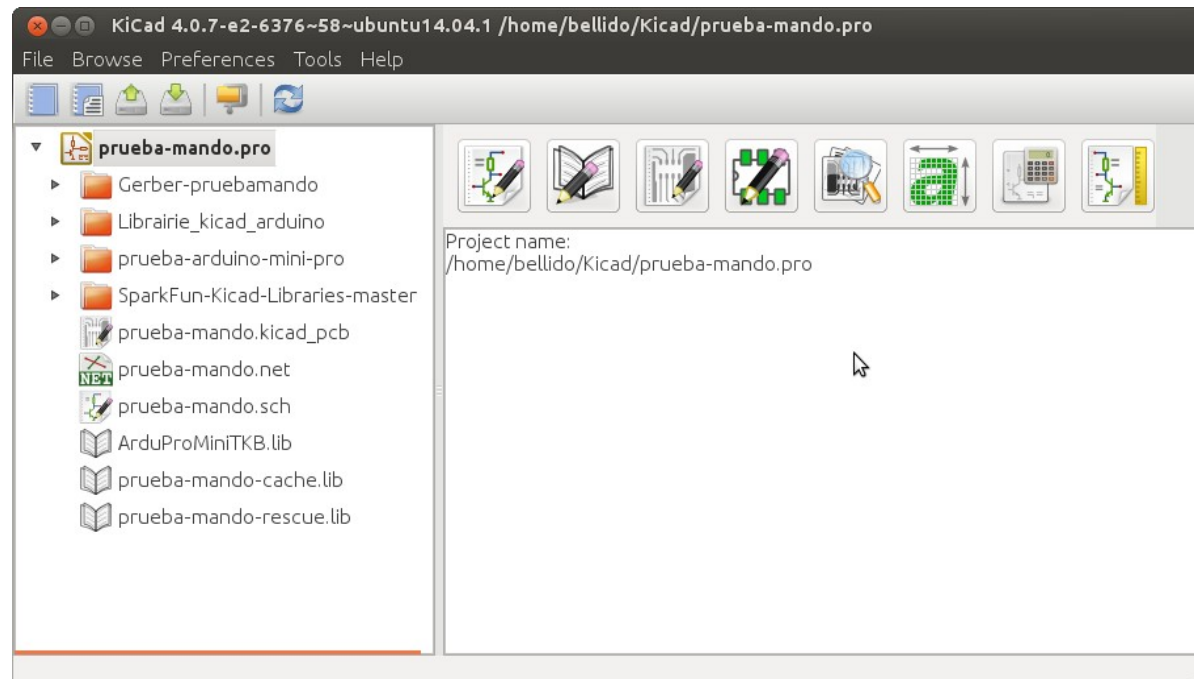 KiCad 4.0.7-e2-6376~58~ubuntu14.04.1 /home/bellido/Kicad/prueba-mando.pro
File Browse Preferences Tools Help
prueba-mando.pro
Gerber-pruebamando
Librairie_kicad_arduino
prueba-arduino-mini-pro
SparkFun-Kicad-Libraries-master
prueba-mando.kicad_pcb
NET prueba-mando.net
prueba-mando.sch
ArduProMiniTKB.lib
prueba-mando-cache.lib
prueba-mando-rescue.lib
a
Project name:
/home/bellido/Kicad/prueba-mando.pro